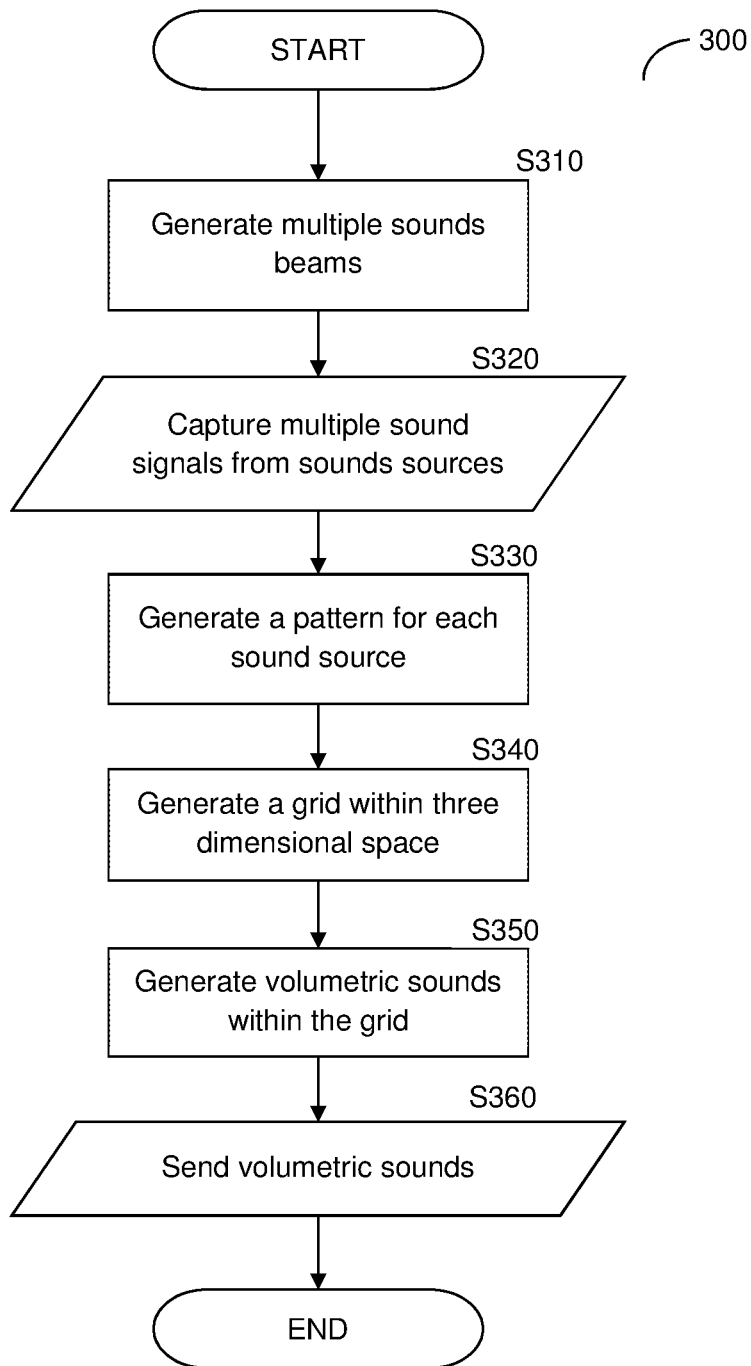 START
300
S310
Generate multiple sounds
beams
S320
Capture multiple sound
signals from sounds sources
S330
Generate a pattern for each
sound source
S340
Generate a grid within three
dimensional space
S350
Generate volumetric sounds
within the grid
S360
Send volumetric sounds
END